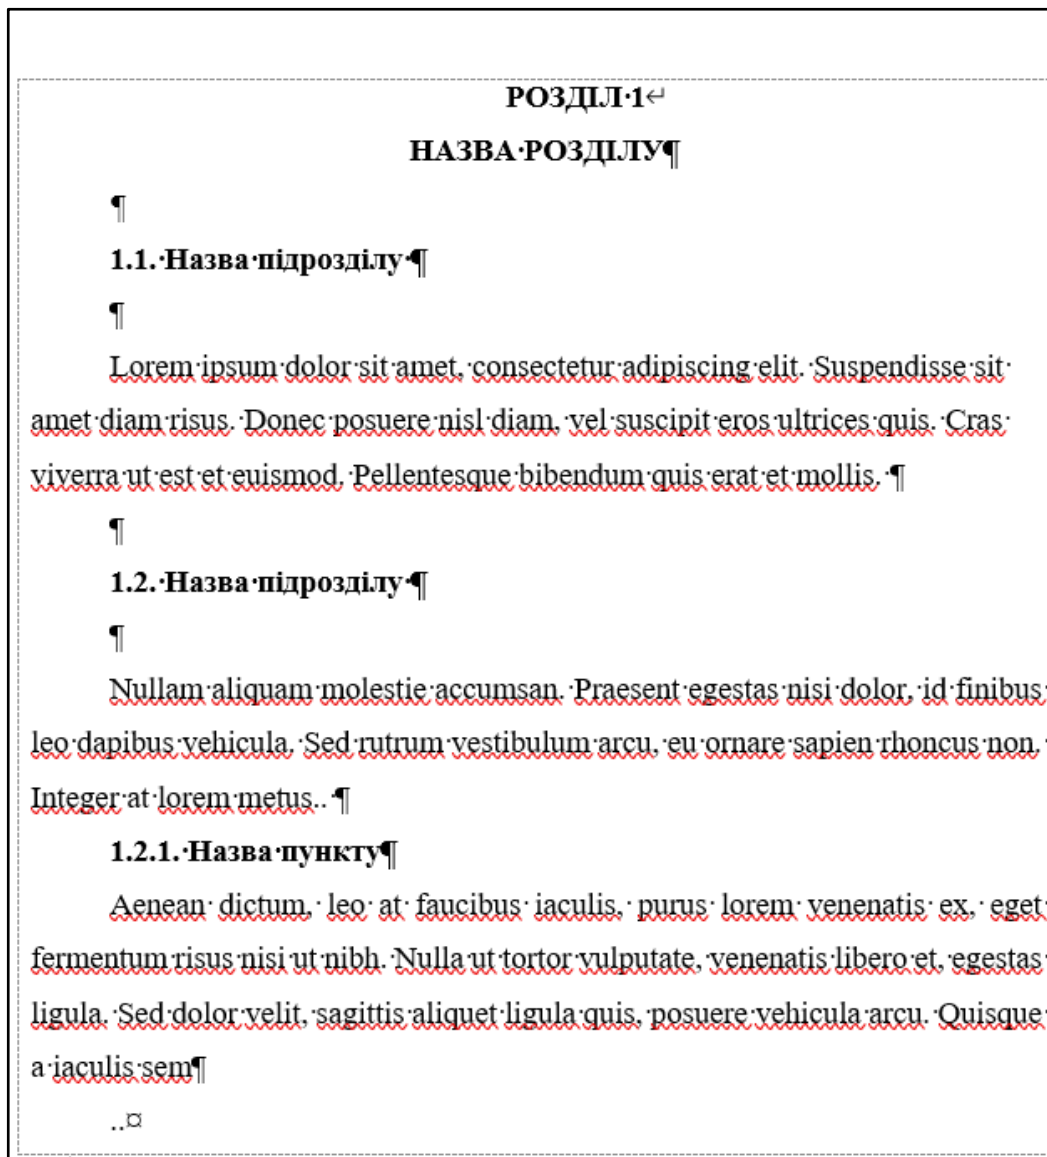 РОЗДІЛ·1↵
НАЗВА·РОЗДІЛУ¶
¶
1.1.·Назва·підрозділу·¶
¶
Lorem·ipsum·dolor·sit·amet,·consectetur·adipiscing·elit.·Suspendisse·sit·
amet·diam·risus.·Donec·posuere·nisl·diam,·vel·suscipit·eros·ultrices·quis.·Cras·
viverra·ut·est·et·euismod.·Pellentesque·bibendum·quis·erat·et·mollis.·¶
¶
1.2.·Назва·підрозділу·¶
¶
Nullam·aliquam·molestie·accumsan.·Praesent·egestas·nisi·dolor,·id·finibus·
leo·dapibus·vehicula.·Sed·rutrum·vestibulum·arcu,·eu·ornare·sapien·rhoncus·non.·
Integer·at·lorem·metus..·¶
1.2.1.·Назва·пункту¶
Aenean·dictum,·leo·at·faucibus·iaculis,·purus·lorem·venenatis·ex,·eget·
fermentum·risus·nisi·ut·nibh.·Nulla·ut·tortor·vulputate,·venenatis·libero·et,·egestas·
ligula.·Sed·dolor·velit,·sagittis·aliquet·ligula·quis,·posuere·vehicula·arcu.·Quisque·
a·iaculis·sem¶
..¤